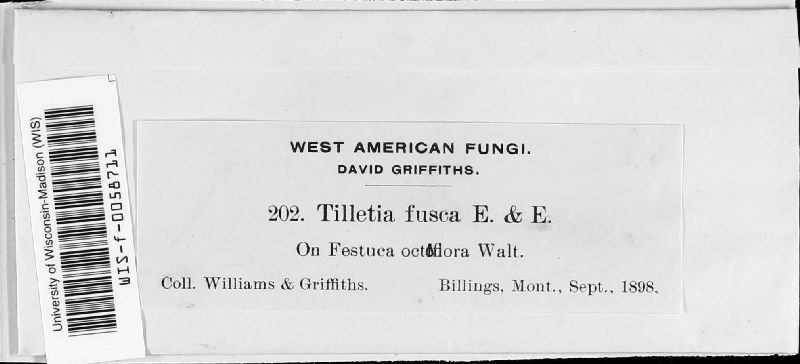 WEST AMERICAN FUNGI.
DAVID GRIFFITHS.
202. Tilletia fusca E. & E.
On Festuca octoflora Walt.
Coll. Williams & Griffiths. Billings, Mont., Sept., 1898.
University of Wisconsin-Madison (WIS)
WIS-f-0058711